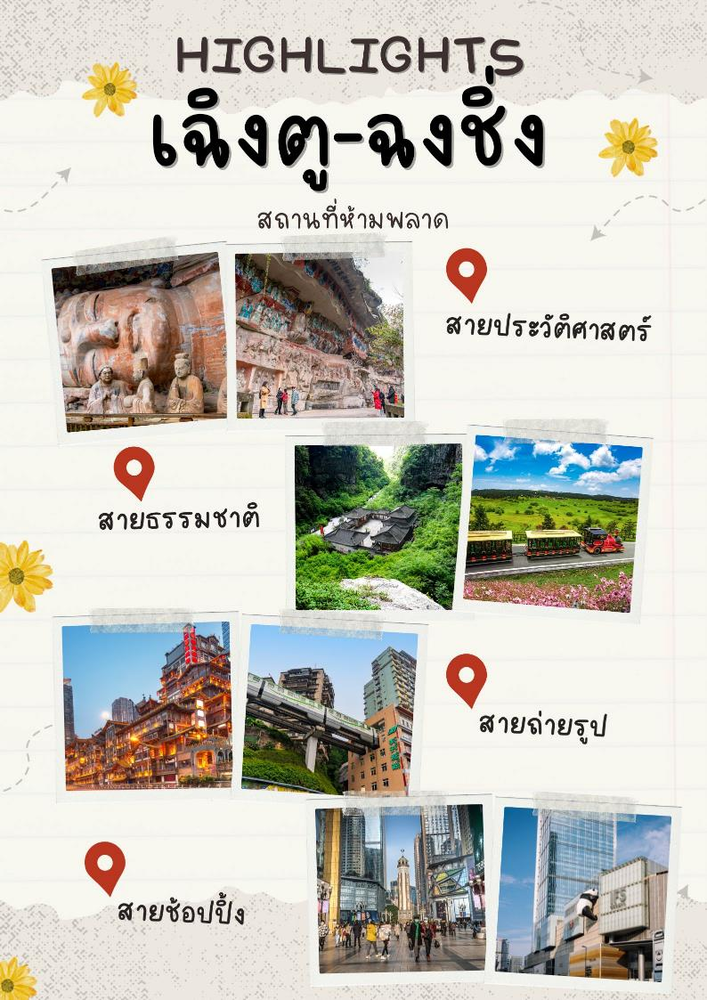 HIGHLIGHTS
เฉิงตู-ฉงชิ่ง
สถานที่ห้ามพลาด
สายประวัติศาสตร์
สายธรรมชาติ
สายถ่ายรูป
สายช้อปปิ้ง
IFS